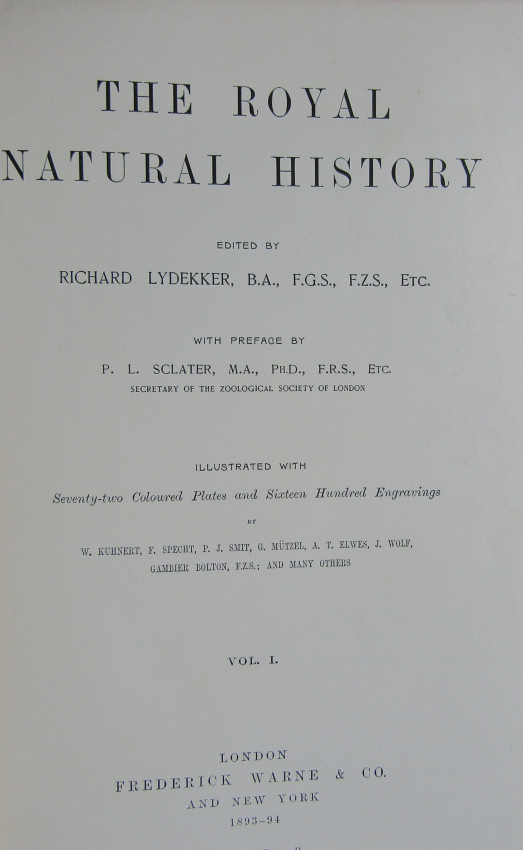 THE ROYAL
NATURAL HISTORY
EDITED BY
RICHARD LYDEKKER, B.A., F.G.S., F.Z.S., ETC.
WITH PREFACE BY
P. L. SCLATER, M.A., PH.D., F.R.S., ETC.
SECRETARY OF THE ZOOLOGICAL SOCIETY OF LONDON
ILLUSTRATED WITH
Seventy-two Coloured Plates and Sixteen Hundred Engravings
BY
W. KUHNERT, F. SPECHT, P. J. SMIT, G. MÜTZEL, A. T. ELWES, J. WOLF,
GAMBIER BOLTON, F.Z.S.; AND MANY OTHERS
VOL. I.
LONDON
FREDERICK WARNE & CO.
AND NEW YORK
1893-94